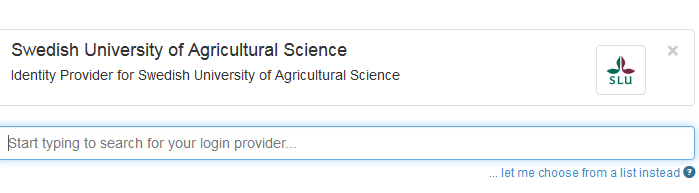 Swedish University of Agricultural Science
Identity Provider for Swedish University of Agricultural Science
SLU
Start typing to search for your login provider...
... let me choose from a list instead ?